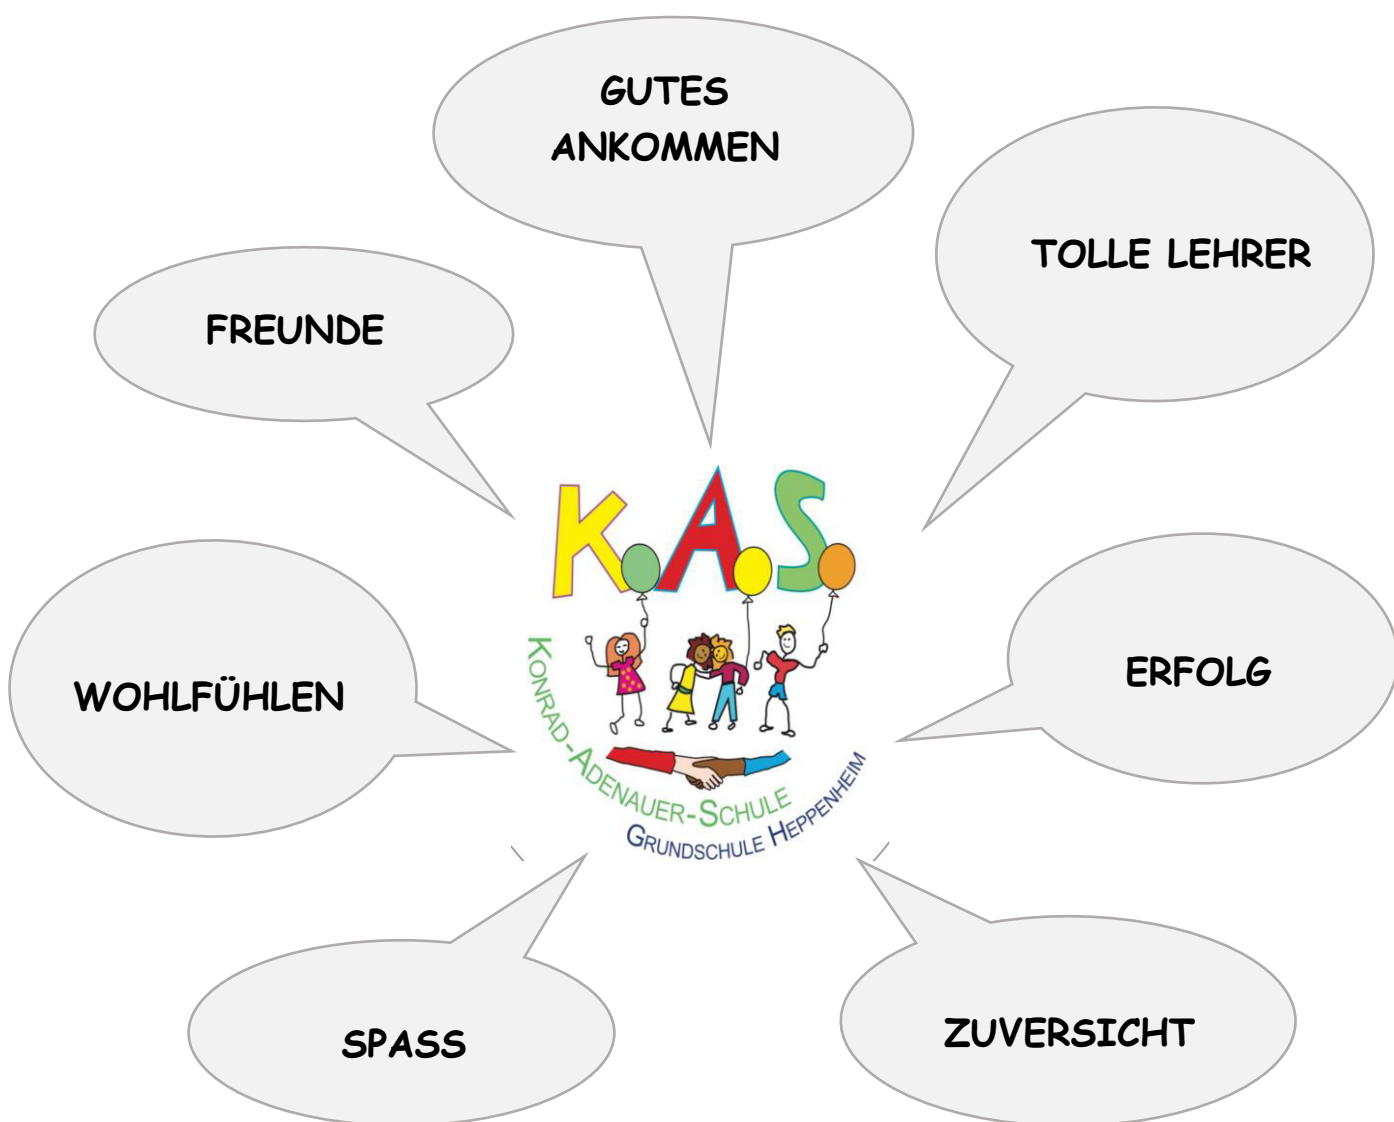 GUTES
ANKOMMEN
TOLLE LEHRER
FREUNDE
K.A.S.
KONRAD-ADENAUER-SCHULE
GRUNDSCHULE HEPPENHEIM
WOHLFÜHLEN
ERFOLG
SPASS
ZUVERSICHT